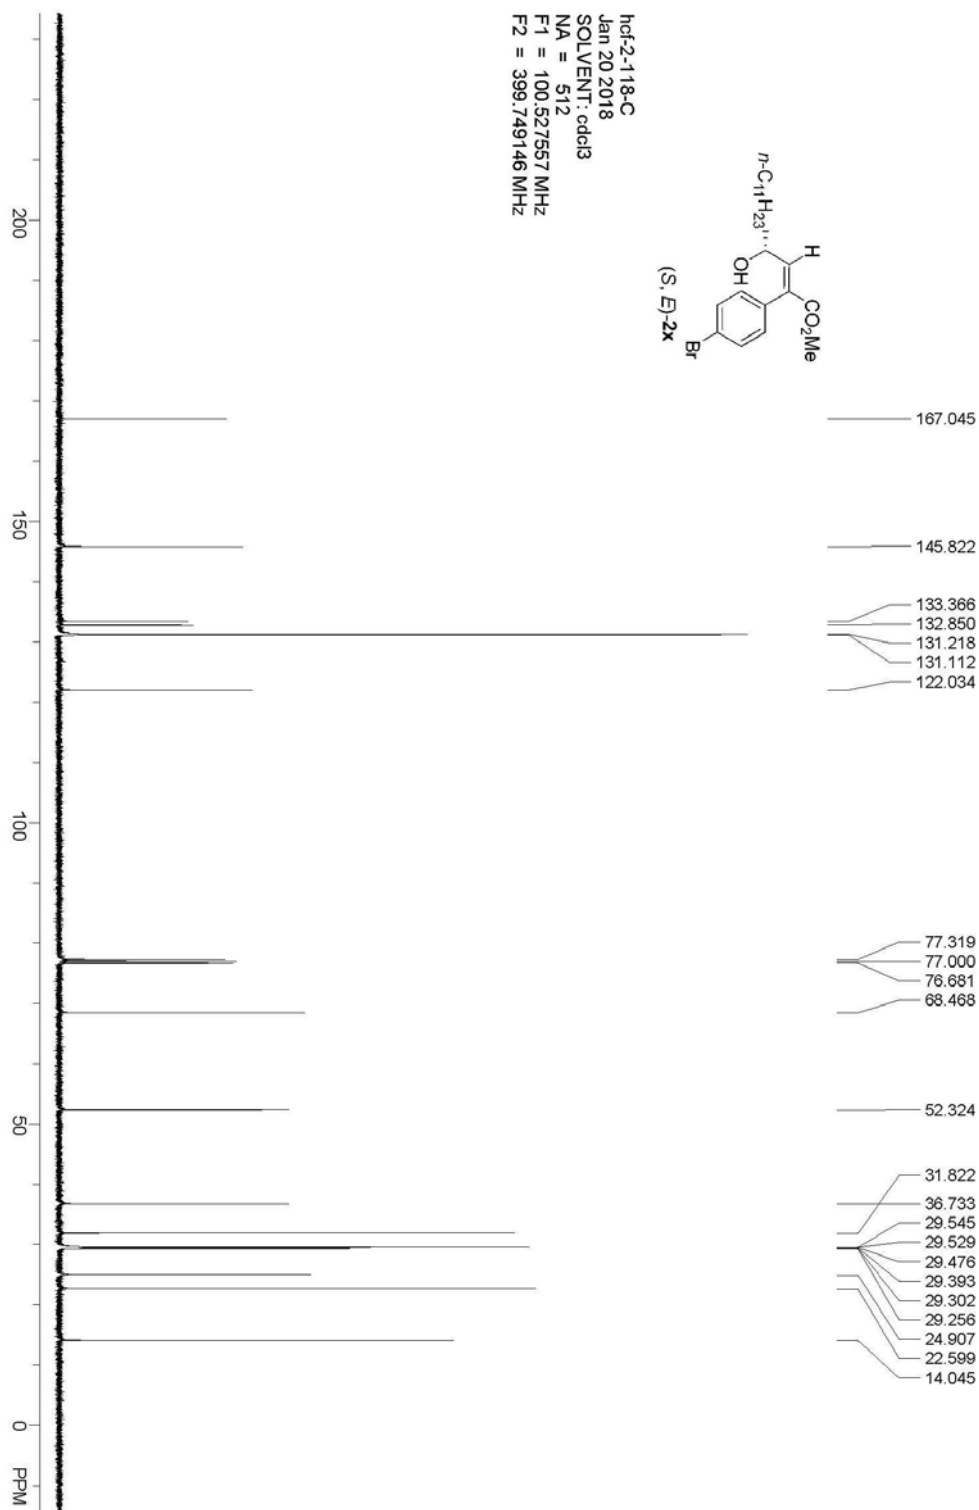 hcf-2-118-C
Jan 20 2018
SOLVENT: cdcl3
NA = 512
F1 = 100.527557 MHz
F2 = 399.749146 MHz
n-C11H23
H
OH
CO2Me
Br
(S, E)-2x
167.045
145.822
133.366
132.850
131.218
131.112
122.034
77.319
77.000
76.681
68.468
52.324
31.822
36.733
29.545
29.529
29.476
29.393
29.302
29.256
24.907
22.599
14.045
200
150
100
50
0
PPM